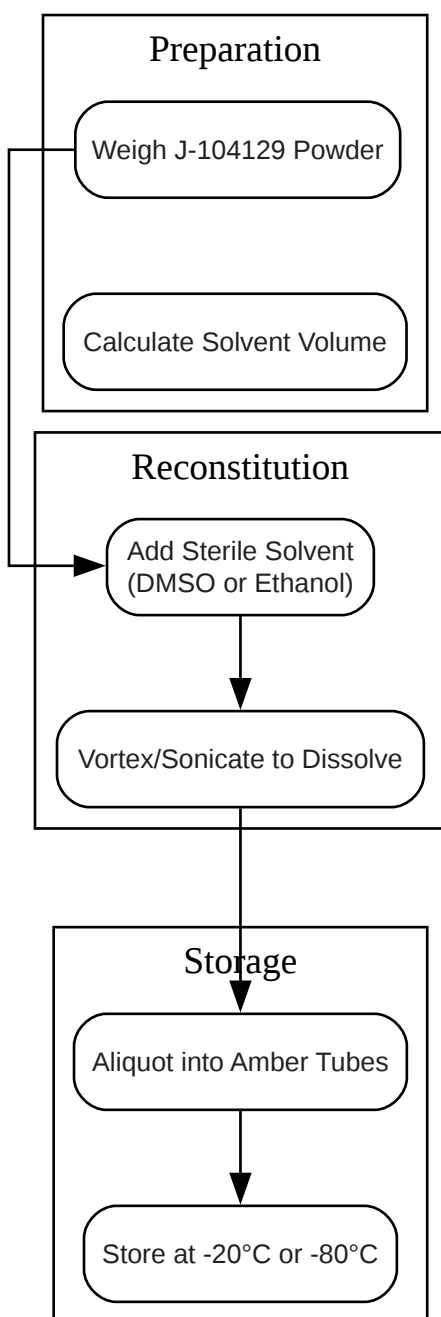 Preparation
Weigh J-104129 Powder
Calculate Solvent Volume
Reconstitution
Add Sterile Solvent
(DMSO or Ethanol)
Vortex/Sonicate to Dissolve
Storage
Aliquot into Amber Tubes
Store at -20°C or -80°C